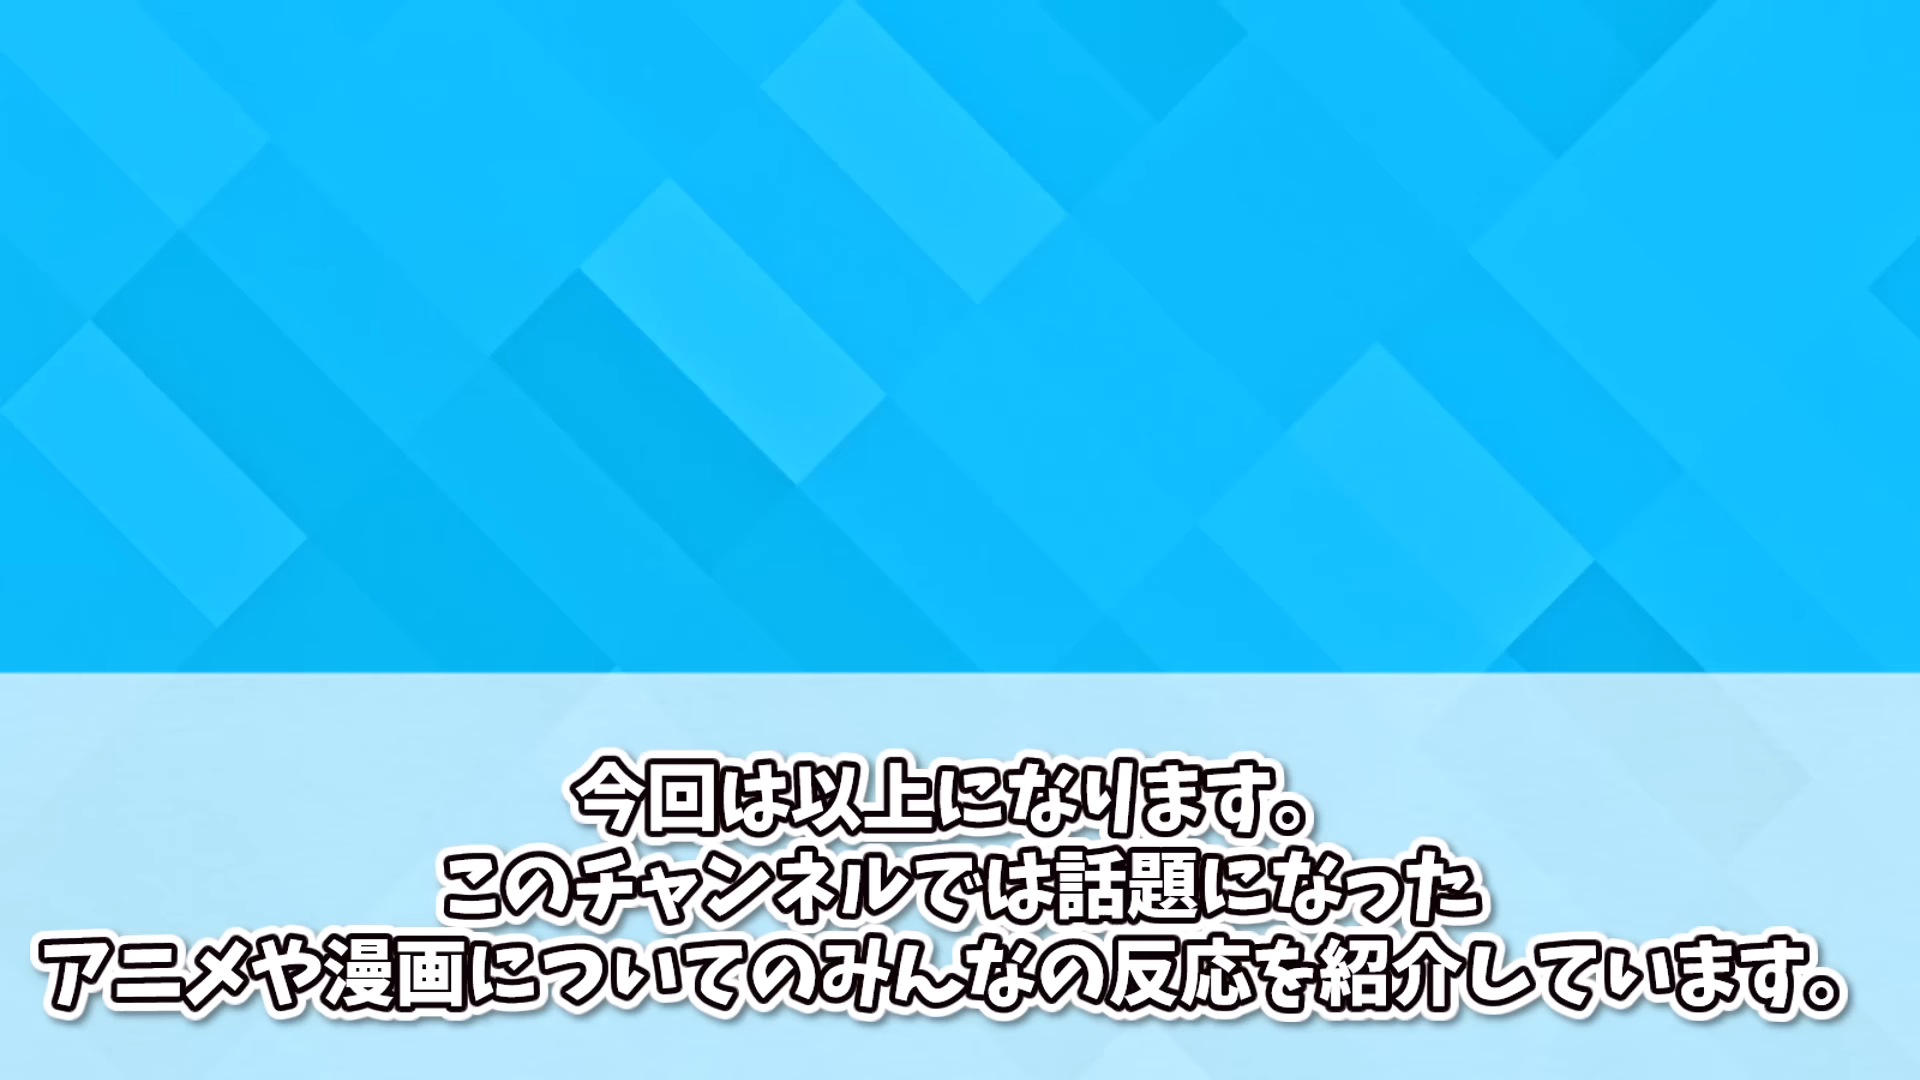 今回は以上になります。
このチャンネルでは話題になった
アニメや漫画についてのみんなの反応を紹介しています。